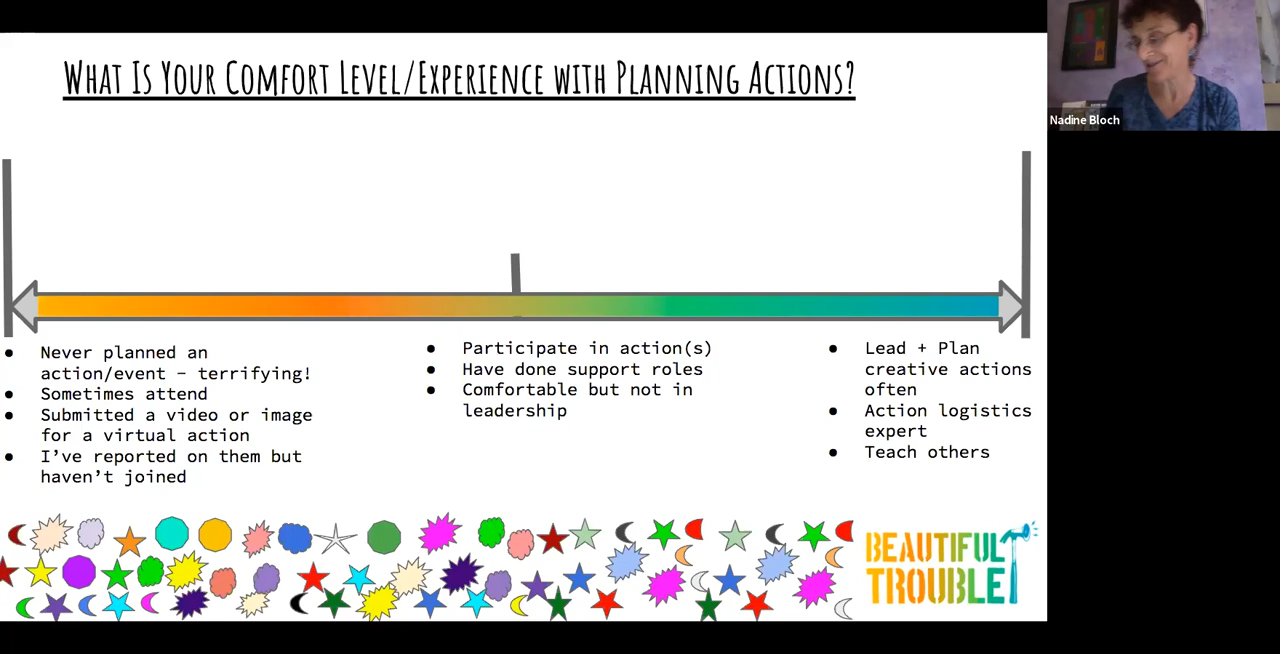 What Is Your Comfort Level/Experience with Planning Actions?
Nadine Bloch
● Never planned an
action/event – terrifying!
● Sometimes attend
● Submitted a video or image
for a virtual action
● I’ve reported on them but
haven’t joined
● Participate in action(s)
● Have done support roles
● Comfortable but not in
leadership
● Lead + Plan
creative actions
often
● Action logistics
expert
● Teach others
BEAUTIFUL
TROUBLE